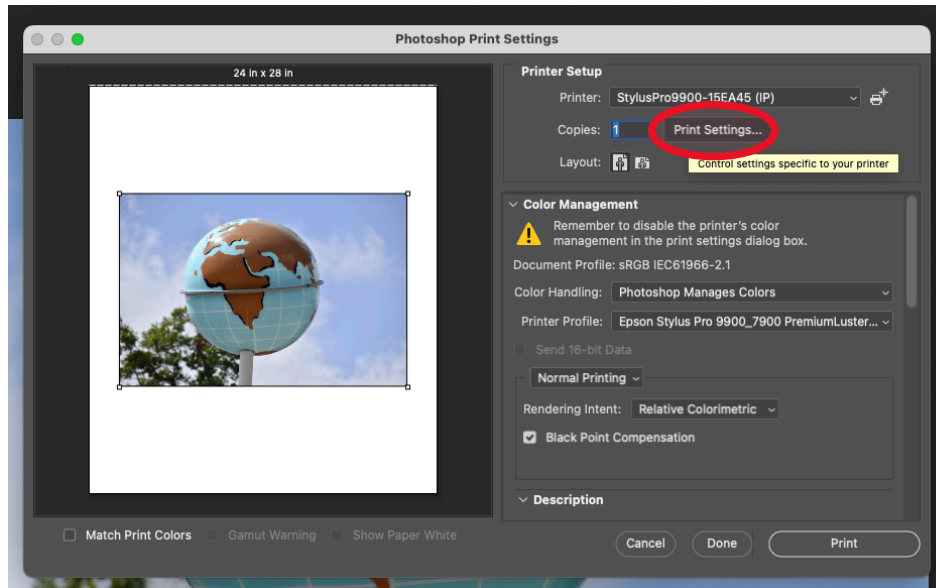 Photoshop Print Settings
24 in x 28 in
Printer Setup
Printer: StylusPro9900-15EA45 (IP)
Copies: 1 Print Settings...
Layout:
Control settings specific to your printer
Color Management
Remember to disable the printer's color
management in the print settings dialog box.
Document Profile: sRGB IEC61966-2.1
Color Handling: Photoshop Manages Colors
Printer Profile: Epson Stylus Pro 9900_7900 PremiumLuster...
Send 16-bit Data
Normal Printing
Rendering Intent: Relative Colorimetric
Black Point Compensation
Description
Match Print Colors Gamut Warning Show Paper White
Cancel Done Print